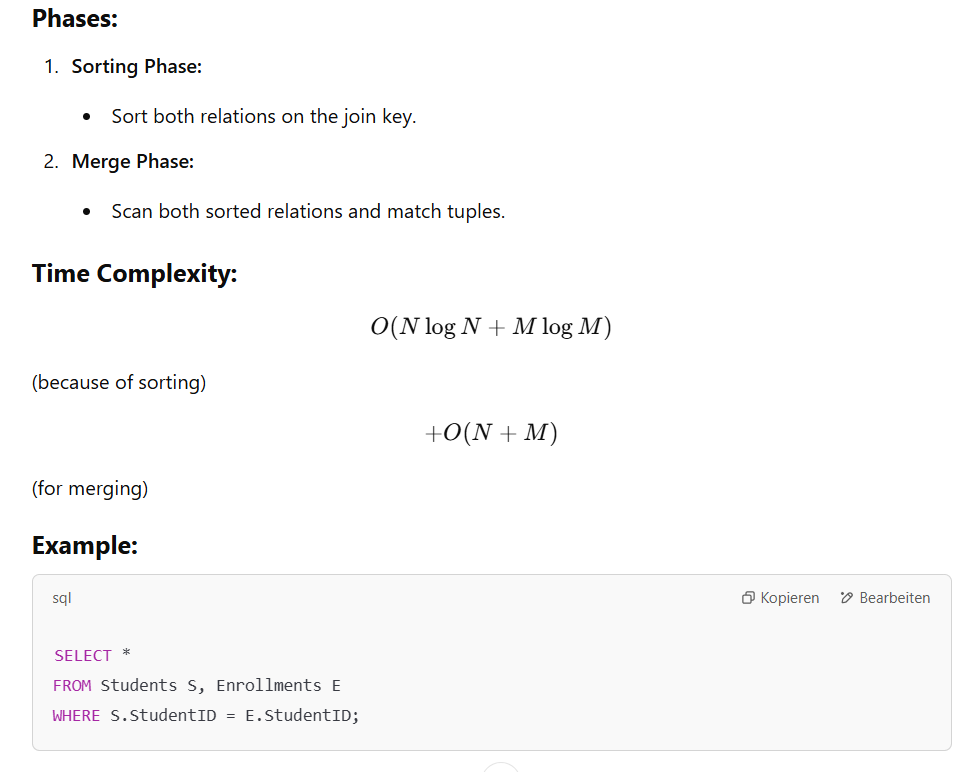 Phases:
1. Sorting Phase:
• Sort both relations on the join key.
2. Merge Phase:
• Scan both sorted relations and match tuples.
Time Complexity:
O(N log N + M log M)
(because of sorting)
+O(N + M)
(for merging)
Example:
sql Kopieren Bearbeiten
SELECT *
FROM Students S, Enrollments E
WHERE S.StudentID = E.StudentID;